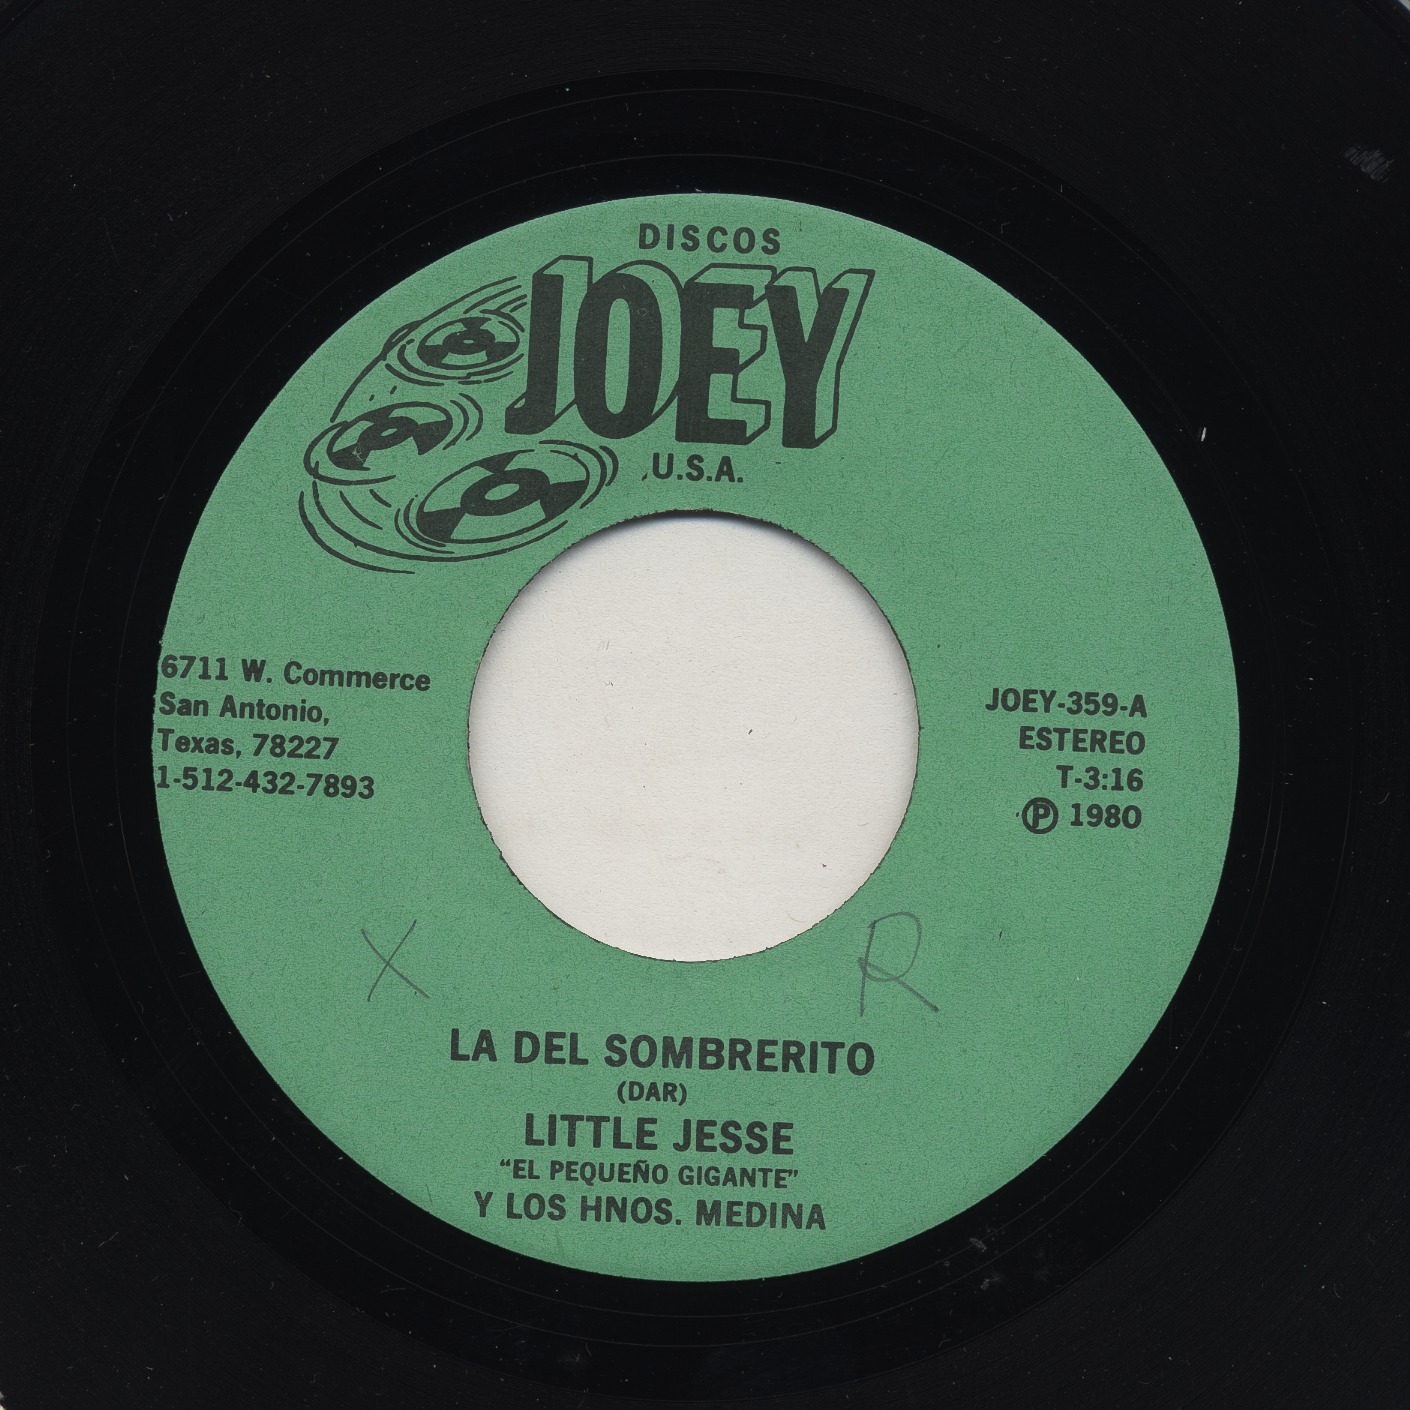 DISCOS
JOEY
U.S.A.
6711 W. Commerce
San Antonio,
Texas, 78227
1-512-432-7893
JOEY-359-A
ESTEREO
T-3:16
Ⓟ 1980
X
R
LA DEL SOMBRERITO
(DAR)
LITTLE JESSE
“EL PEQUEÑO GIGANTE”
Y LOS HNOS. MEDINA